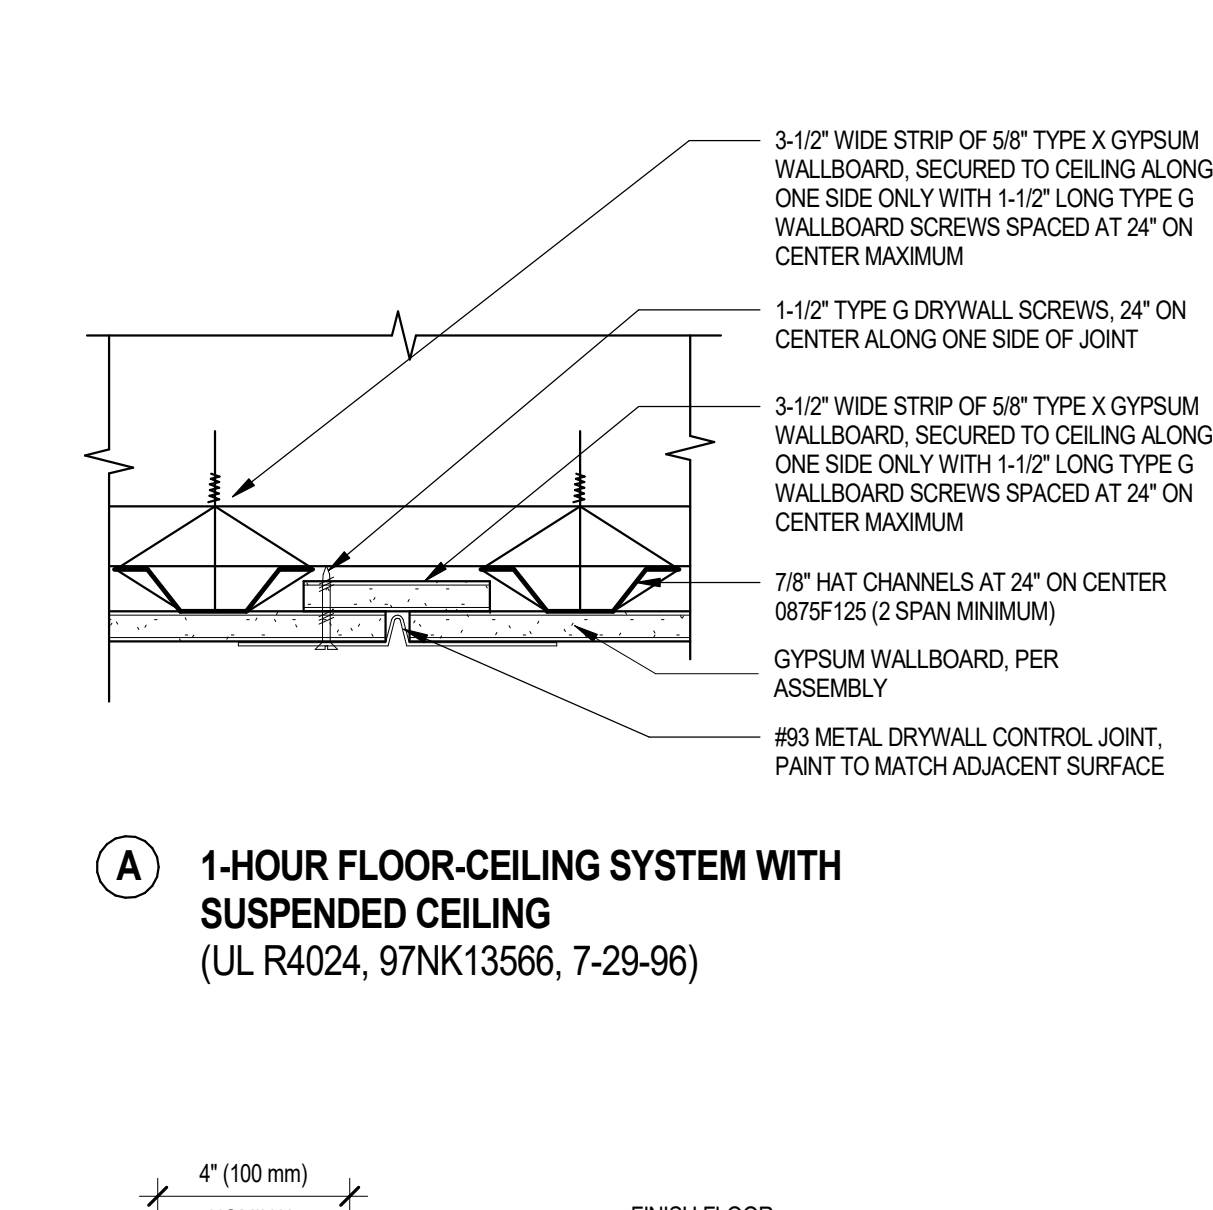 3-1/2" WIDE STRIP OF 5/8" TYPE X GYPSUM
WALLBOARD, SECURED TO CEILING ALONG
ONE SIDE ONLY WITH 1-1/2" LONG TYPE G
WALLBOARD SCREWS SPACED AT 24" ON
CENTER MAXIMUM
1-1/2" TYPE G DRYWALL SCREWS, 24" ON
CENTER ALONG ONE SIDE OF JOINT
3-1/2" WIDE STRIP OF 5/8" TYPE X GYPSUM
WALLBOARD, SECURED TO CEILING ALONG
ONE SIDE ONLY WITH 1-1/2" LONG TYPE G
WALLBOARD SCREWS SPACED AT 24" ON
CENTER MAXIMUM
7/8" HAT CHANNELS AT 24" ON CENTER
0875F125 (2 SPAN MINIMUM)
GYPSUM WALLBOARD, PER
ASSEMBLY
#93 METAL DRYWALL CONTROL JOINT,
PAINT TO MATCH ADJACENT SURFACE
A
1-HOUR FLOOR-CEILING SYSTEM WITH
SUSPENDED CEILING
(UL R4024, 97NK13566, 7-29-96)
4" (100 mm)
FINISH FLOOR